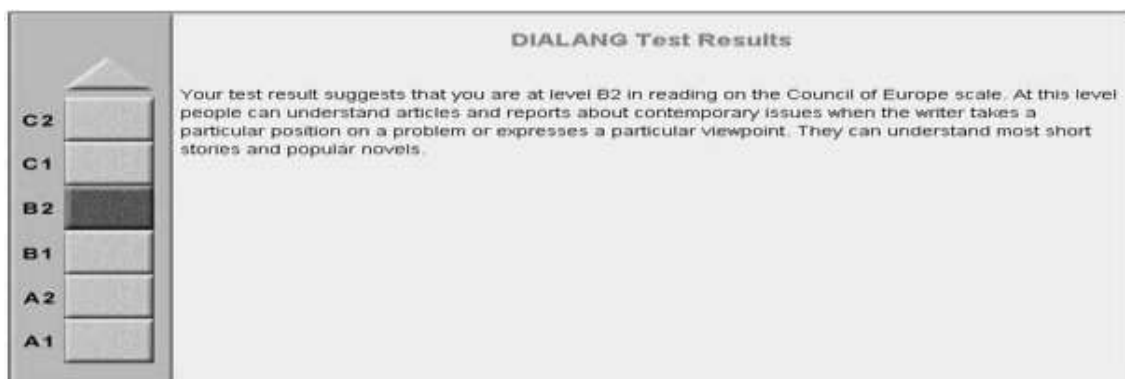 DIALANG Test Results
Your test result suggests that you are at level B2 in reading on the Council of Europe scale. At this level
people can understand articles and reports about contemporary issues when the writer takes a
particular position on a problem or expresses a particular viewpoint. They can understand most short
stories and popular novels.
C2
C1
B2
B1
A2
A1